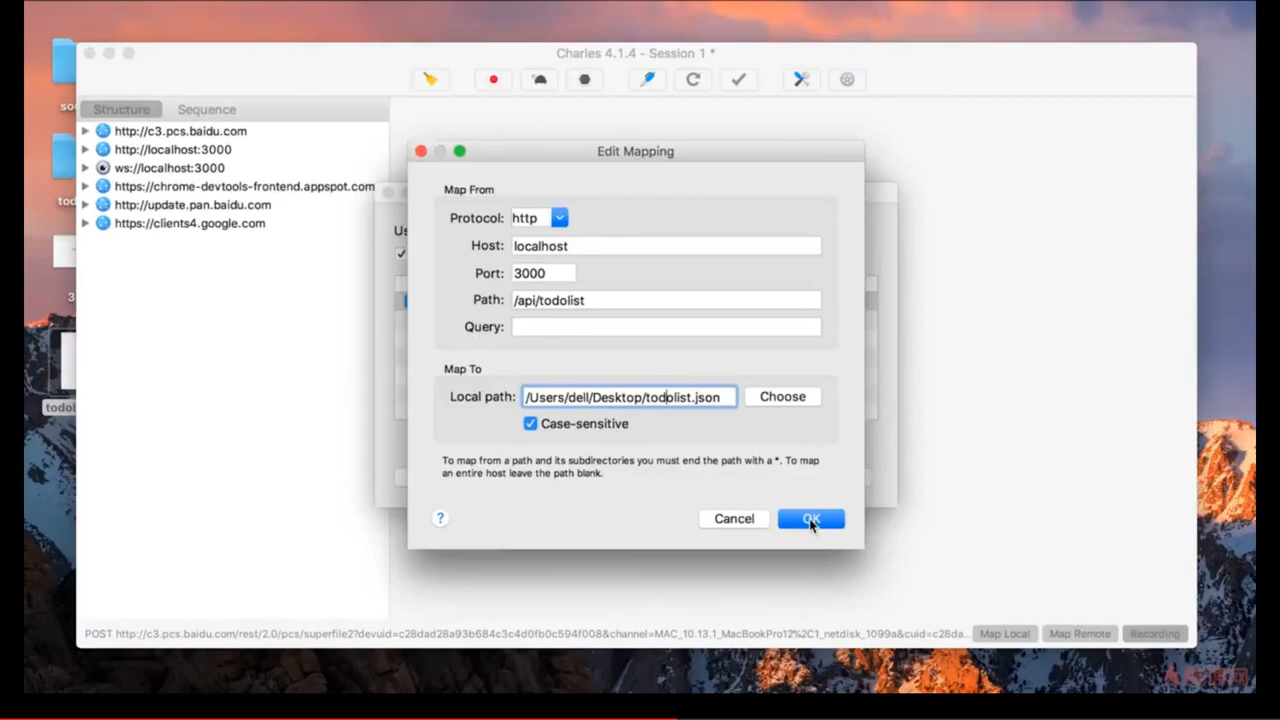 Charles 4.1.4 - Session 1 *
Structure Sequence
http://c3.pcs.baidu.com
http://localhost:3000
ws://localhost:3000
https://chrome-devtools-frontend.appspot.com
http://update.pan.baidu.com
https://clients4.google.com
Edit Mapping
Map From
Protocol: http
Host: localhost
Port: 3000
Path: /api/todolist
Query:
Map To
Local path: /Users/dell/Desktop/todolist.json Choose
Case-sensitive
To map from a path and its subdirectories you must end the path with a *. To map
an entire host leave the path blank.
? Cancel OK
POST http://c3.pcs.baidu.com/rest/2.0/pcs/superfile2?devuid=c28dad28a93b684c3c4d0fb0c594f008&channel=MAC_10.13.1_MacBookPro12%2C1_netdisk_1099a&cuid=c28da... Map Local Map Remote Recording